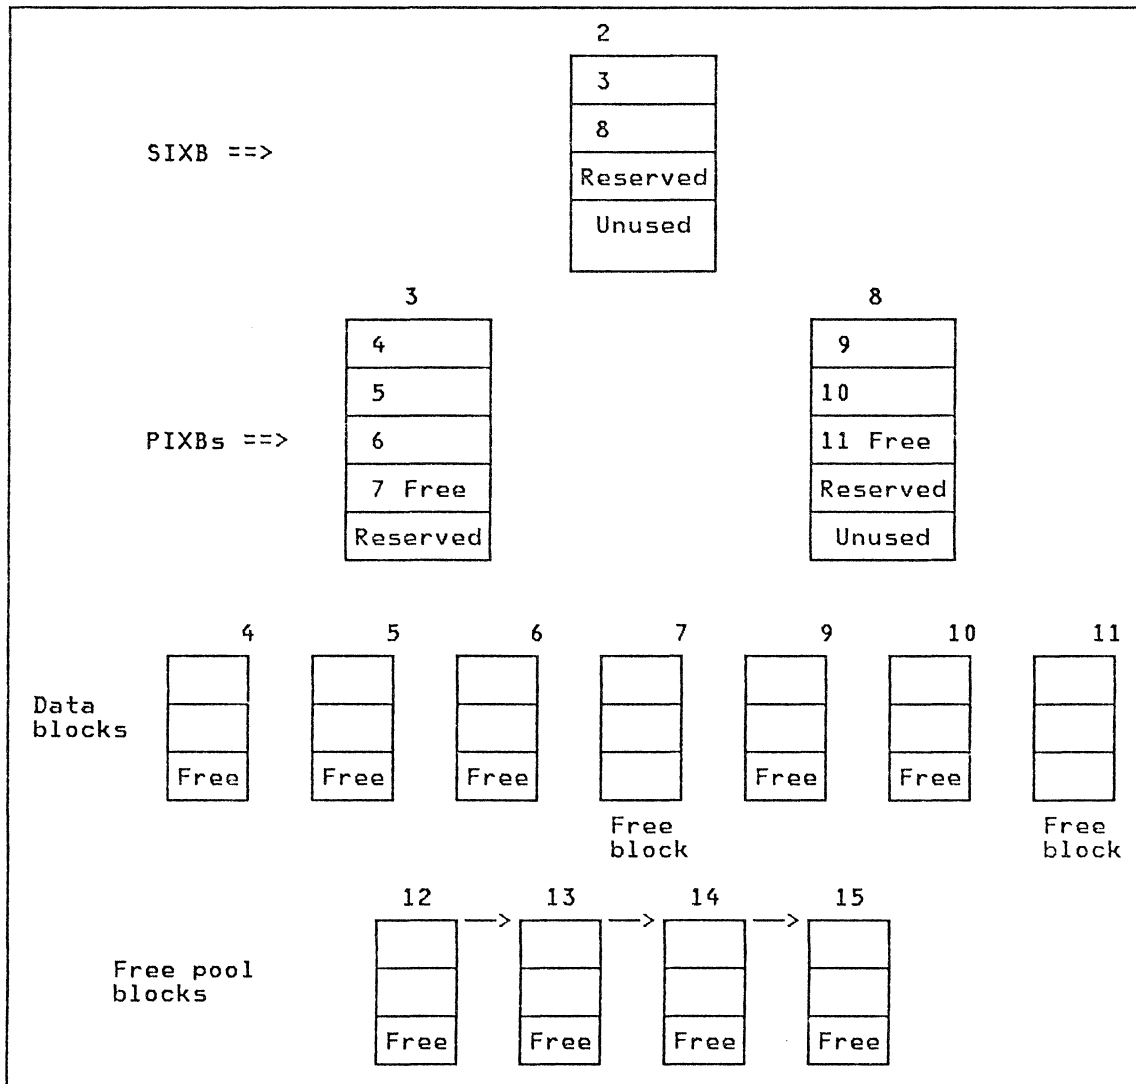 2
3
8
SIXB ==>
Reserved
Unused
3 8
4 9
5 10
PIXBs ==> 6 11 Free
7 Free Reserved
Reserved Unused
4 5 6 7 9 10 11
Data
blocks
Free Free Free Free Free
Free
block
Free
block
12 —> 13 —> 14 —> 15
Free pool
blocks
Free Free Free Free